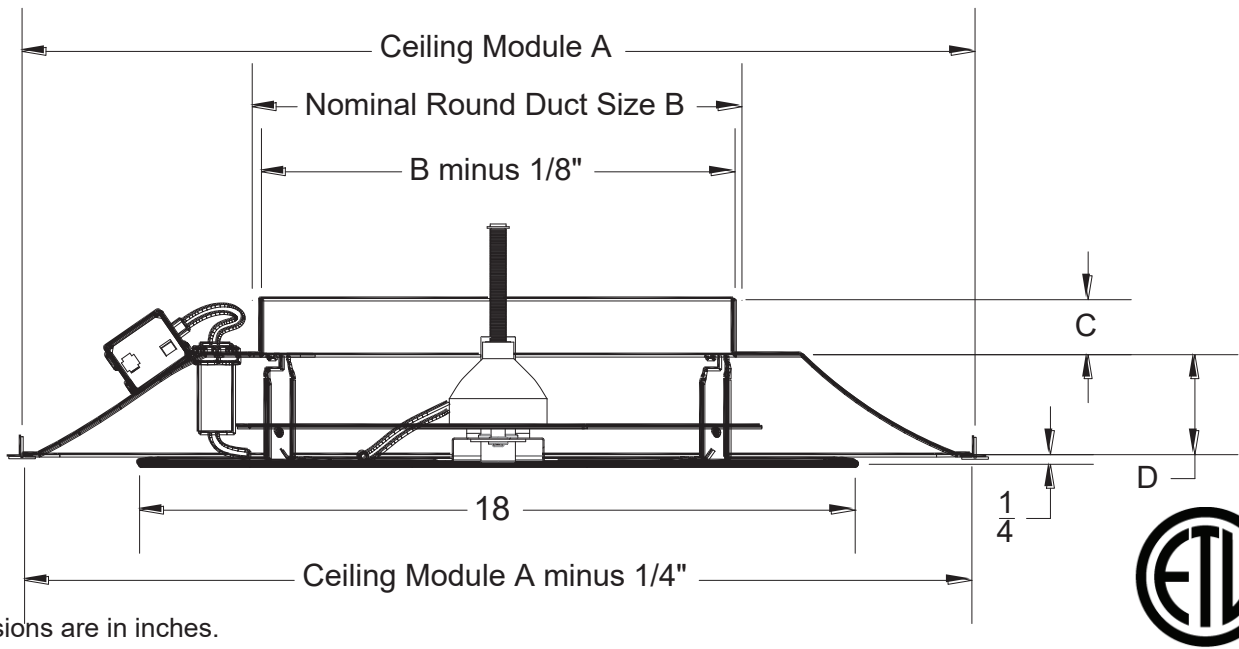 Ceiling Module A
Nominal Round Duct Size B
B minus 1/8"
C
D
1
4
18
Ceiling Module A minus 1/4"
sions are in inches.
ETL